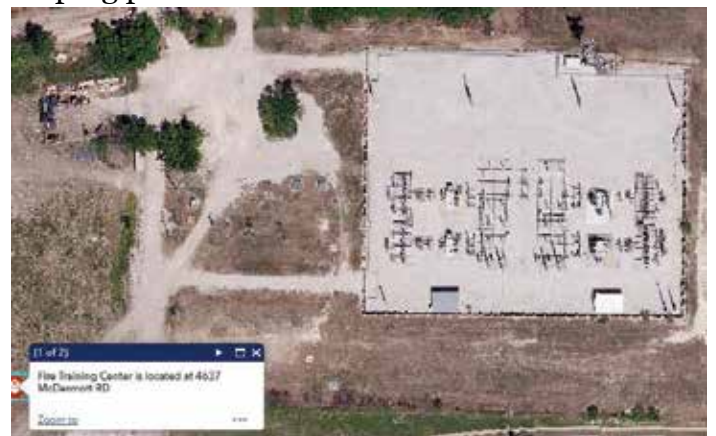 (1 of 2)
Fire Training Center is located at 4637
McDermott RD
Zoom to